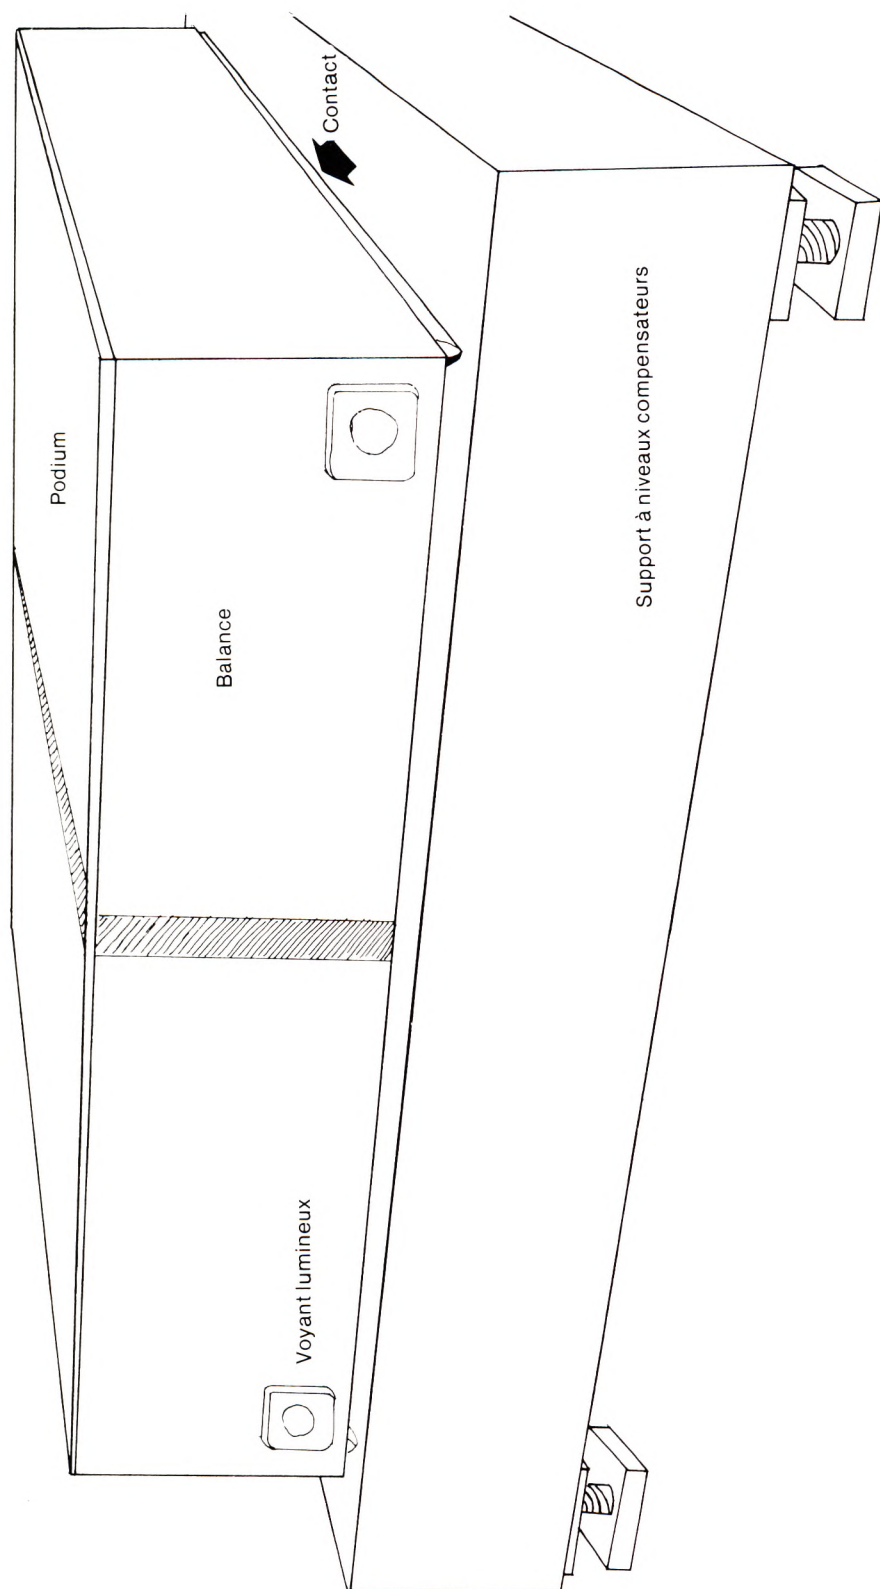 Podium
Contact
Balance
Voyant lumineux
Support à niveaux compensateurs